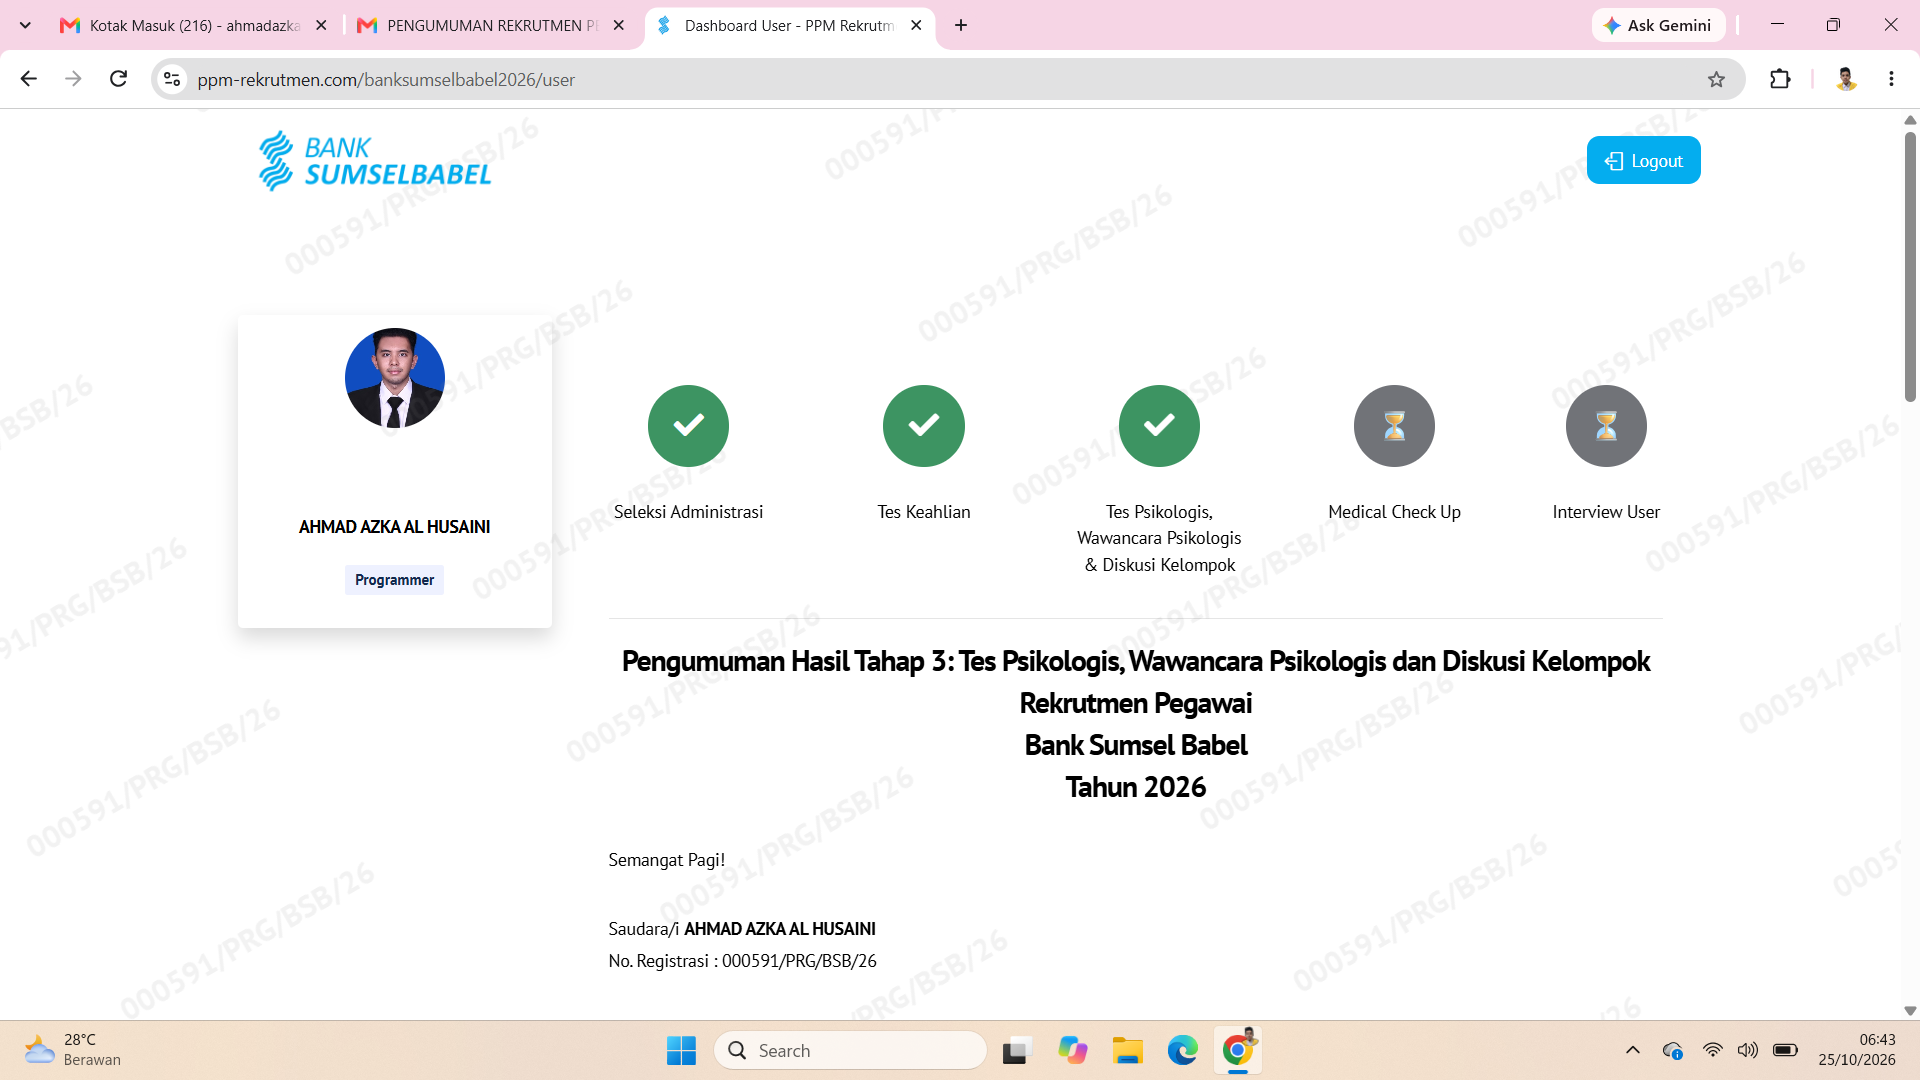 Kotak Masuk (216) - ahmadazka
PENGUMUMAN REKRUTMEN PE
Dashboard User - PPM Rekrutm
Ask Gemini
ppm-rekrutmen.com/banksumselbabel2026/user
BANK
SUMSELBABEL
Logout
AHMAD AZKA AL HUSAINI
Programmer
Seleksi Administrasi
Tes Keahlian
Tes Psikologis,
Wawancara Psikologis
& Diskusi Kelompok
Medical Check Up
Interview User
Pengumuman Hasil Tahap 3: Tes Psikologis, Wawancara Psikologis dan Diskusi Kelompok
Rekrutmen Pegawai
Bank Sumsel Babel
Tahun 2026
Semangat Pagi!
Saudara/i AHMAD AZKA AL HUSAINI
No. Registrasi : 000591/PRG/BSB/26
000591/PRG/BSB/26
28°C
Berawan
Search
06:43
25/10/2026